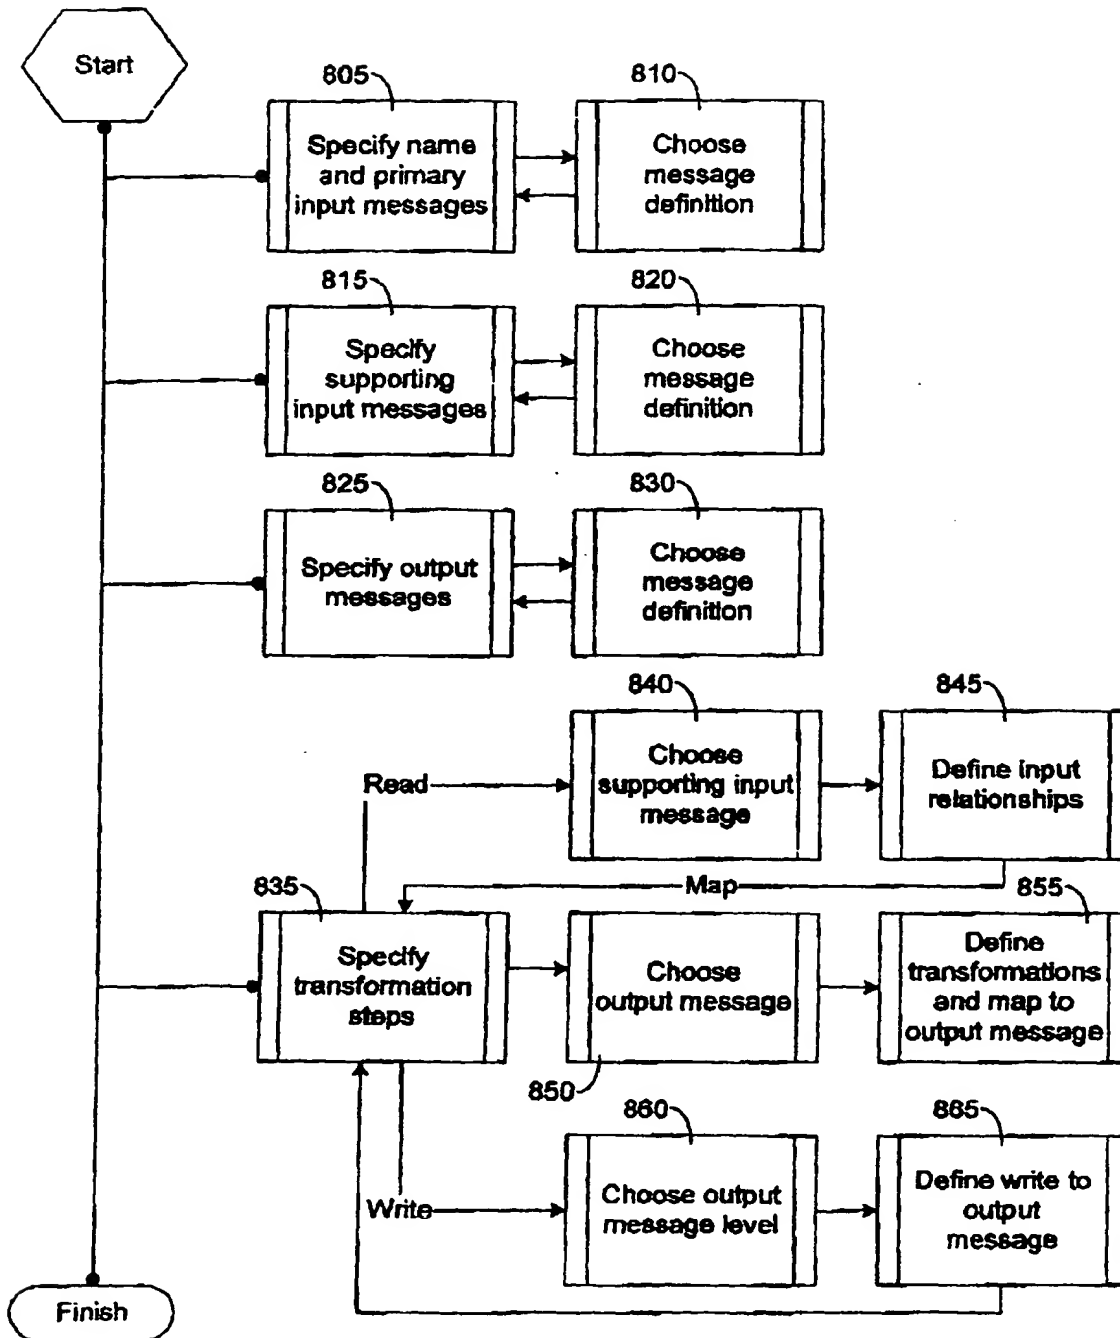 Start
805
810
Specify name
and primary
input messages
Choose
message
definition
815
820
Specify
supporting
input messages
Choose
message
definition
825
830
Specify output
messages
Choose
message
definition
840
845
Read
Choose
supporting input
message
Define input
relationships
Map
835
855
Specify
transformation
steps
Choose
output message
Define
transformations
and map to
output message
850
860
865
Write
Choose output
message level
Define write to
output
message
Finish